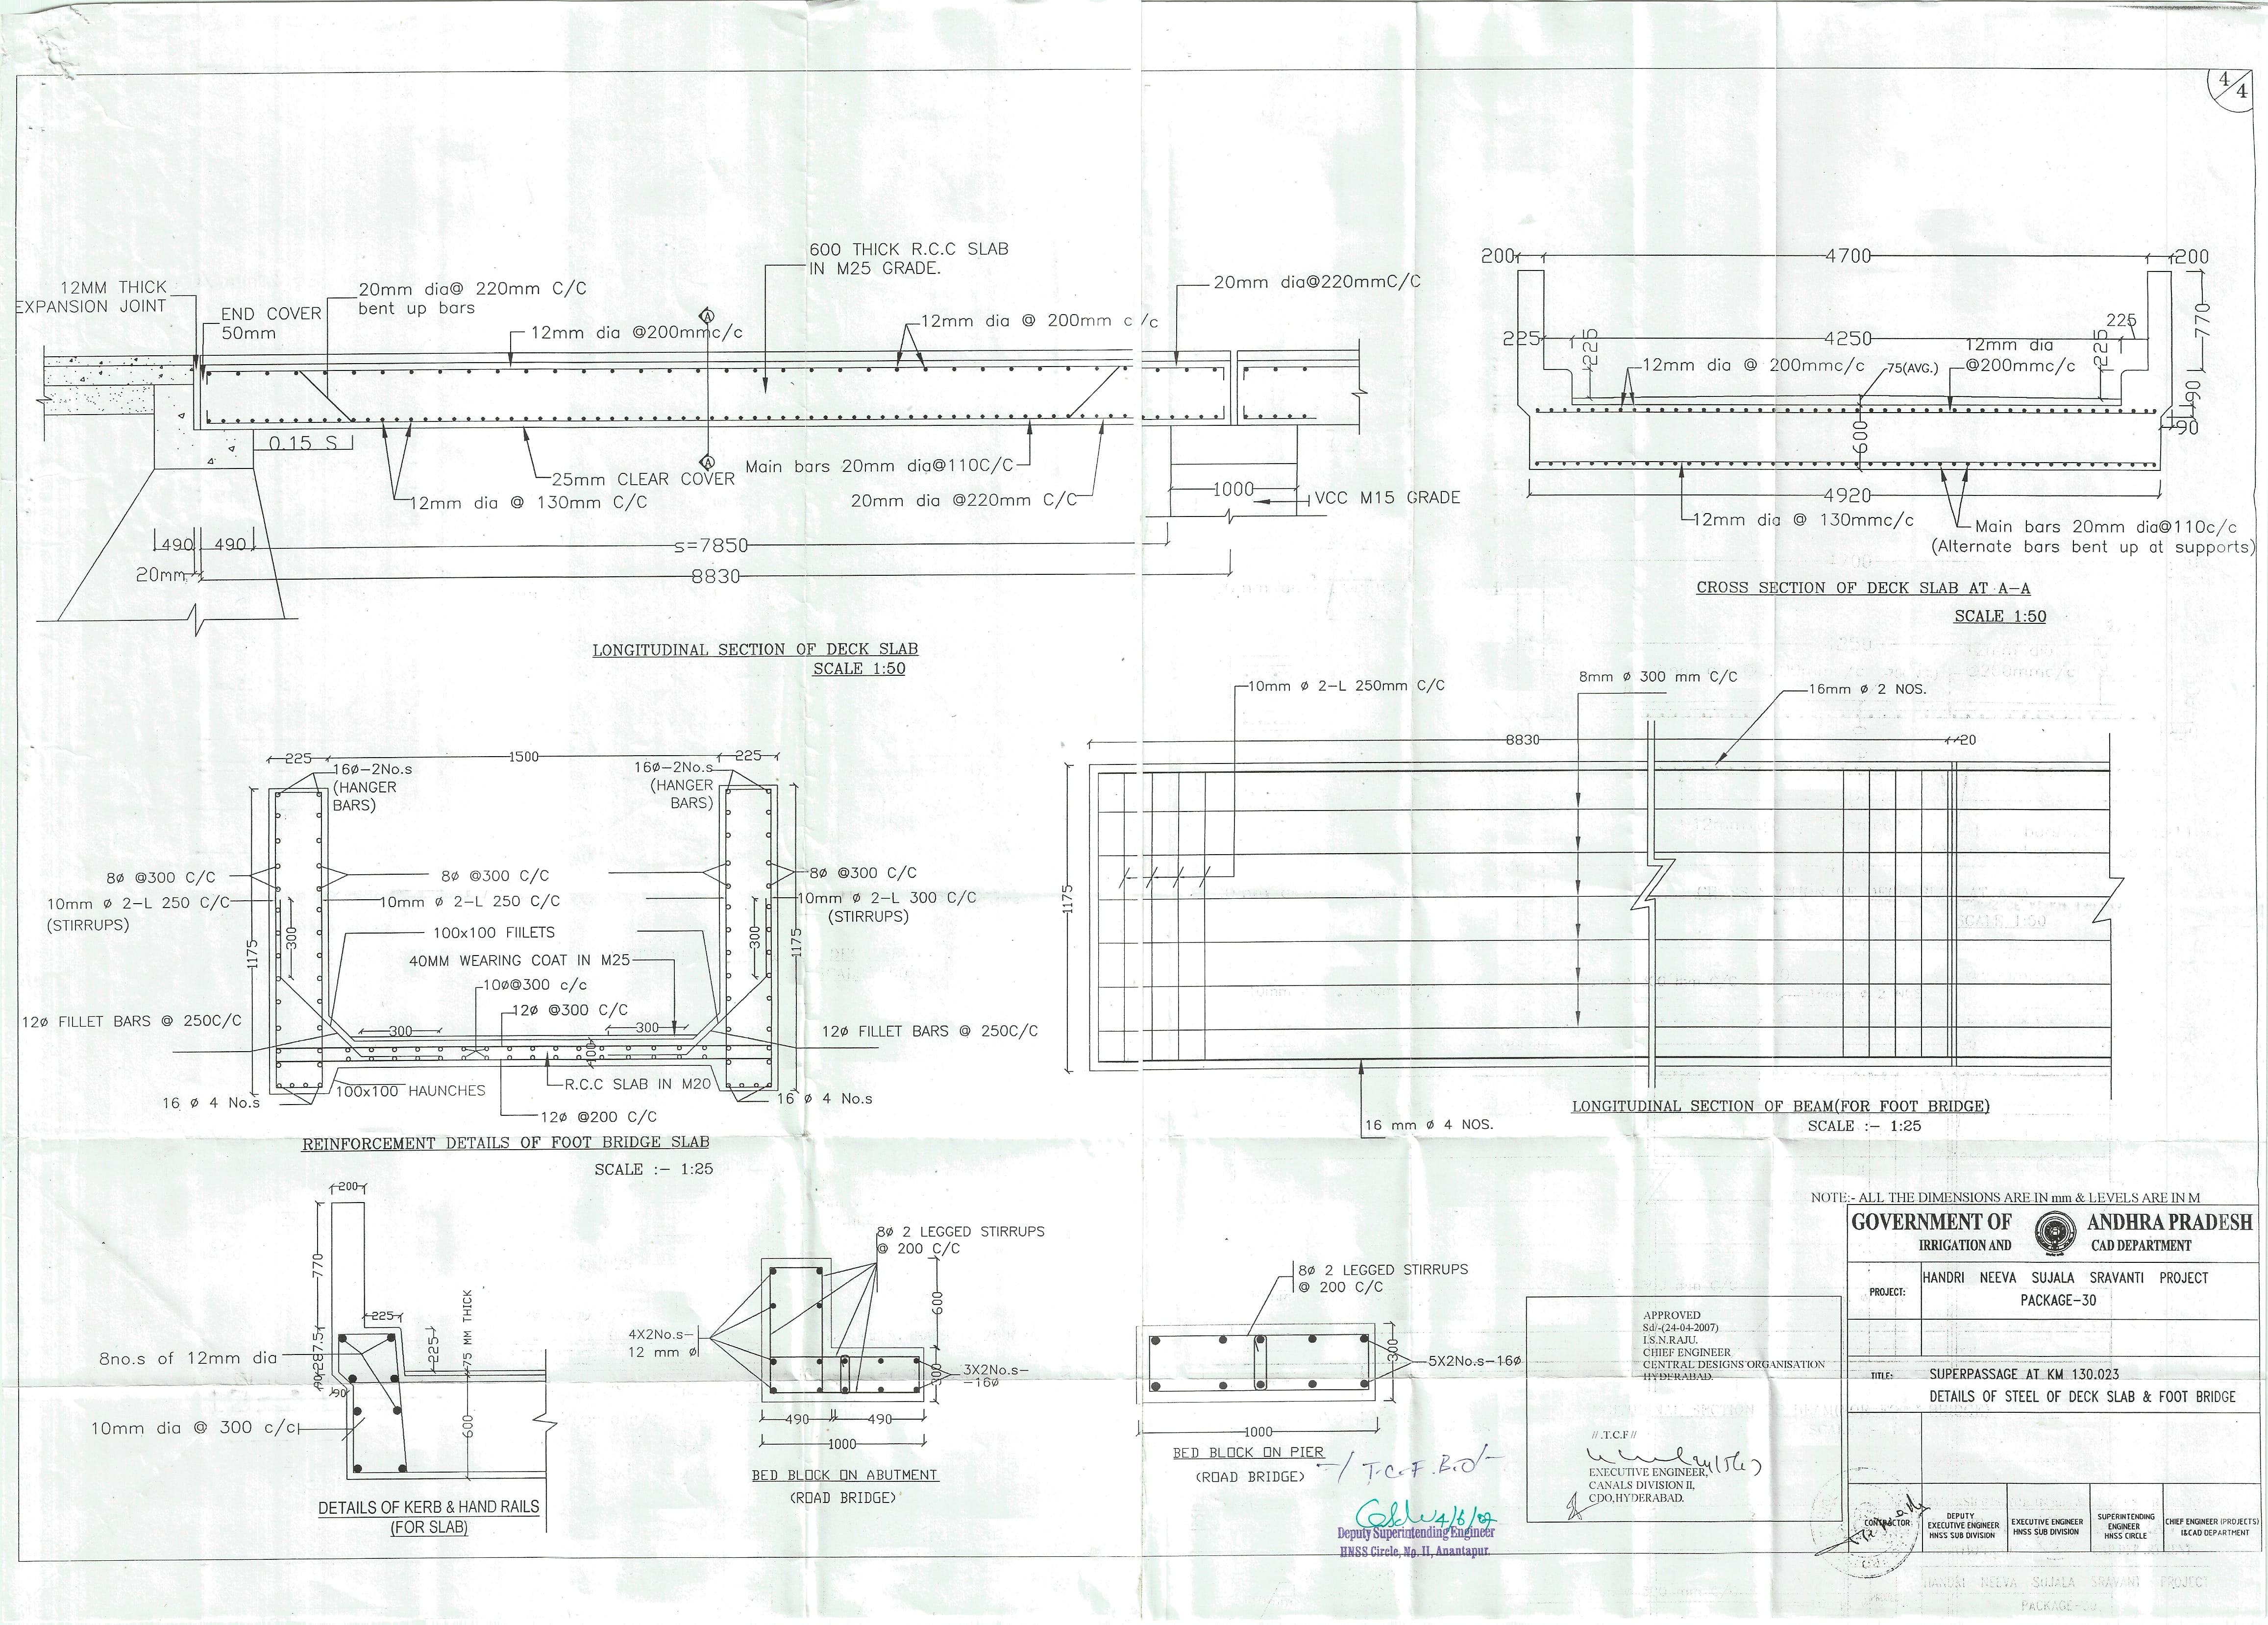 4/4
600 THICK R.C.C SLAB
IN M25 GRADE.
12MM THICK
EXPANSION JOINT
END COVER
50mm
20mm dia@ 220mm C/C
bent up bars
12mm dia @200mmc/c
A
12mm dia @ 200mm c/c
20mm dia@220mmC/C
0.15 S
25mm CLEAR COVER
A
Main bars 20mm dia@110C/C
12mm dia @ 130mm C/C
20mm dia @220mm C/C
1000
VCC M15 GRADE
490
490
s=7850
20mm
8830
LONGITUDINAL SECTION OF DECK SLAB
SCALE 1:50
200
4700
200
770
225
225
4250
225
225
12mm dia @ 200mmc/c
75(AVG.)
12mm dia
@200mmc/c
190
90
600
4920
12mm dia @ 130mmc/c
Main bars 20mm dia@110c/c
(Alternate bars bent up at supports)
CROSS SECTION OF DECK SLAB AT A-A
SCALE 1:50
225
1500
225
16ø-2No.s
(HANGER
BARS)
16ø-2No.s
(HANGER
BARS)
8ø @300 C/C
8ø @300 C/C
8ø @300 C/C
10mm ø 2-L 250 C/C
(STIRRUPS)
10mm ø 2-L 250 C/C
10mm ø 2-L 300 C/C
(STIRRUPS)
300
300
1175
1175
100x100 FIILETS
40MM WEARING COAT IN M25
10ø@300 c/c
12ø @300 C/C
12ø FILLET BARS @ 250C/C
300
300
100
12ø FILLET BARS @ 250C/C
100x100 HAUNCHES
R.C.C SLAB IN M20
16 ø 4 No.s
16 ø 4 No.s
12ø @200 C/C
REINFORCEMENT DETAILS OF FOOT BRIDGE SLAB
SCALE :- 1:25
10mm ø 2-L 250mm C/C
8mm ø 300 mm C/C
16mm ø 2 NOS.
8830
20
1175
16 mm ø 4 NOS.
LONGITUDINAL SECTION OF BEAM(FOR FOOT BRIDGE)
SCALE :- 1:25
200
770
225
225
75 MM THICK
287.5
90
90
600
8no.s of 12mm dia
10mm dia @ 300 c/c
DETAILS OF KERB & HAND RAILS
(FOR SLAB)
8ø 2 LEGGED STIRRUPS
@ 200 C/C
600
300
4X2No.s-
12 mm ø
3X2No.s-
-16ø
490
490
1000
BED BLOCK ON ABUTMENT
(ROAD BRIDGE)
8ø 2 LEGGED STIRRUPS
@ 200 C/C
300
5X2No.s-16ø
1000
BED BLOCK ON PIER
(ROAD BRIDGE)
-/ T.C.F.B.O/-
4/6/07
Deputy Superintending Engineer
HNSS Circle, No. II, Anantapur.
APPROVED
Sd/-(24-04-2007)
I.S.N.RAJU.
CHIEF ENGINEER
CENTRAL DESIGNS ORGANISATION
HYDERABAD.
// .T.C.F //
EXECUTIVE ENGINEER,
CANALS DIVISION II,
CDO,HYDERABAD.
NOTE:- ALL THE DIMENSIONS ARE IN mm & LEVELS ARE IN M
GOVERNMENT OF ANDHRA PRADESH
IRRIGATION AND CAD DEPARTMENT
PROJECT:
HANDRI NEEVA SUJALA SRAVANTI PROJECT
PACKAGE-30
TITLE:
SUPERPASSAGE AT KM 130.023
DETAILS OF STEEL OF DECK SLAB & FOOT BRIDGE
CONTRACTOR
DEPUTY
EXECUTIVE ENGINEER
HNSS SUB DIVISION
EXECUTIVE ENGINEER
HNSS SUB DIVISION
SUPERINTENDING
ENGINEER
HNSS CIRCLE
CHIEF ENGINEER (PROJECTS)
I&CAD DEPARTMENT